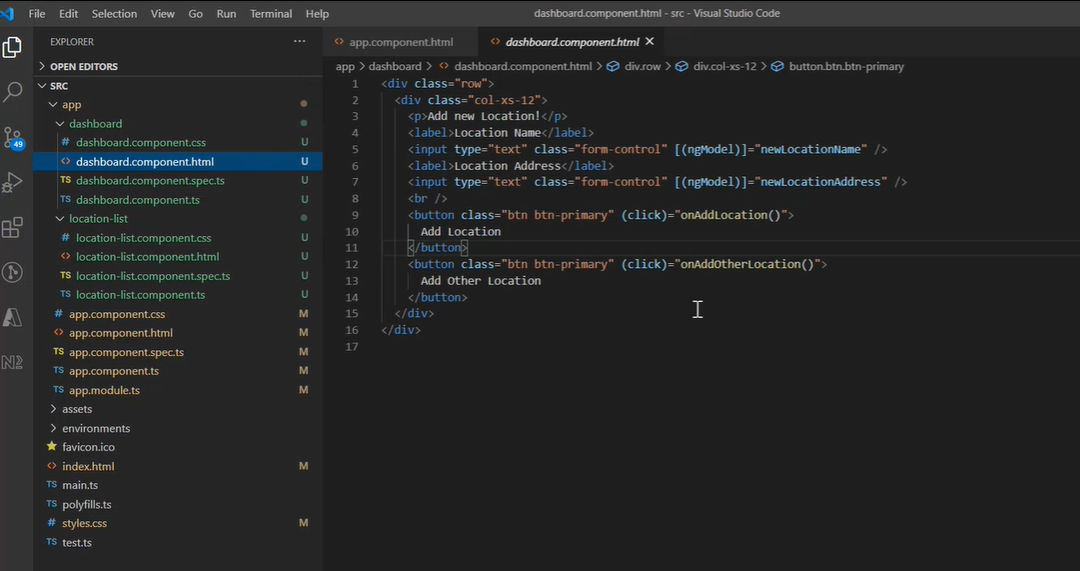 File Edit Selection View Go Run Terminal Help
dashboard.component.html - src - Visual Studio Code
EXPLORER
OPEN EDITORS
SRC
app
dashboard
dashboard.component.css U
dashboard.component.html U
TS dashboard.component.spec.ts U
TS dashboard.component.ts U
location-list
location-list.component.css U
location-list.component.html U
TS location-list.component.spec.ts U
TS location-list.component.ts U
app.component.css M
app.component.html M
TS app.component.spec.ts M
TS app.component.ts M
TS app.module.ts M
assets
environments
favicon.ico
index.html M
TS main.ts
TS polyfills.ts
styles.css M
TS test.ts
49
app.component.html
dashboard.component.html
app > dashboard > dashboard.component.html > div.row > div.col-xs-12 > button.btn.btn-primary
1 <div class="row">
2 <div class="col-xs-12">
3 <p>Add new Location!</p>
4 <label>Location Name</label>
5 <input type="text" class="form-control" [(ngModel)]="newLocationName" />
6 <label>Location Address</label>
7 <input type="text" class="form-control" [(ngModel)]="newLocationAddress" />
8 <br />
9 <button class="btn btn-primary" (click)="onAddLocation()">
10 Add Location
11 </button>
12 <button class="btn btn-primary" (click)="onAddOtherLocation()">
13 Add Other Location
14 </button>
15 </div>
16 </div>
17